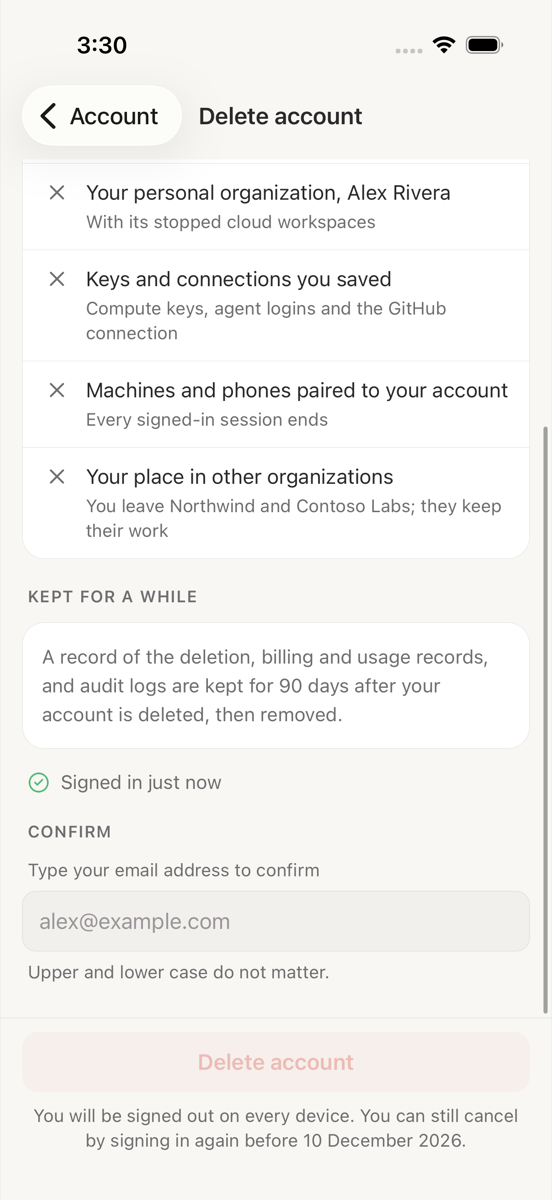 3:30
Account
Delete account
Your personal organization, Alex Rivera
With its stopped cloud workspaces
Keys and connections you saved
Compute keys, agent logins and the GitHub
connection
Machines and phones paired to your account
Every signed-in session ends
Your place in other organizations
You leave Northwind and Contoso Labs; they keep
their work
KEPT FOR A WHILE
A record of the deletion, billing and usage records,
and audit logs are kept for 90 days after your
account is deleted, then removed.
Signed in just now
CONFIRM
Type your email address to confirm
alex@example.com
Upper and lower case do not matter.
Delete account
You will be signed out on every device. You can still cancel
by signing in again before 10 December 2026.